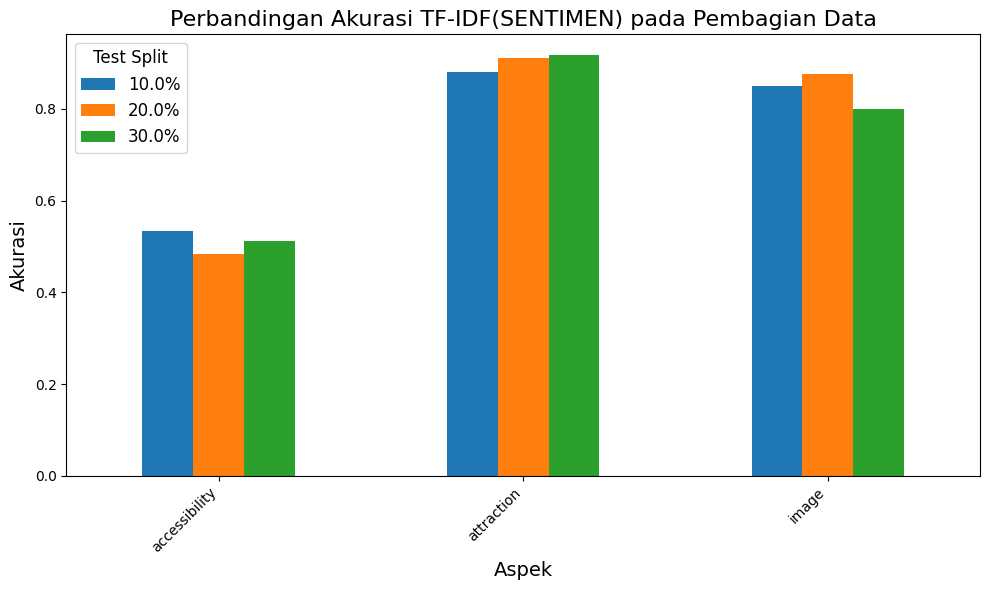 Perbandingan Akurasi TF-IDF(SENTIMEN) pada Pembagian Data
Test Split
10.0%
20.0%
30.0%
Akurasi
0.8
0.6
0.4
0.2
0.0
accessibility
attraction
image
Aspek